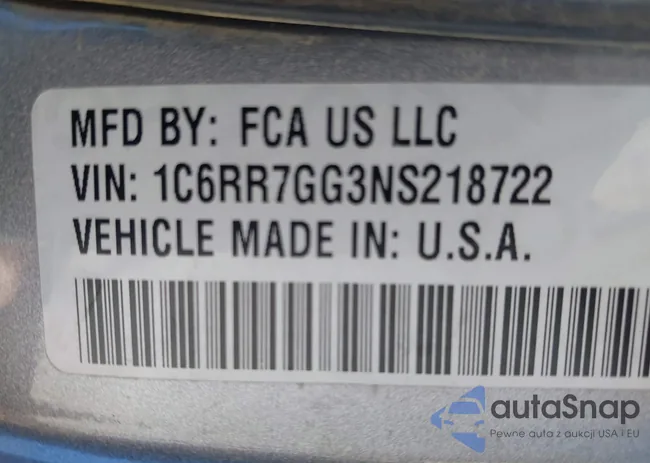 MFD BY: FCA US LLC
VIN: 1C6RR7GG3NS218722
VEHICLE MADE IN: U.S.A.
autaSnap
Pewne auta z aukcji USA i EU